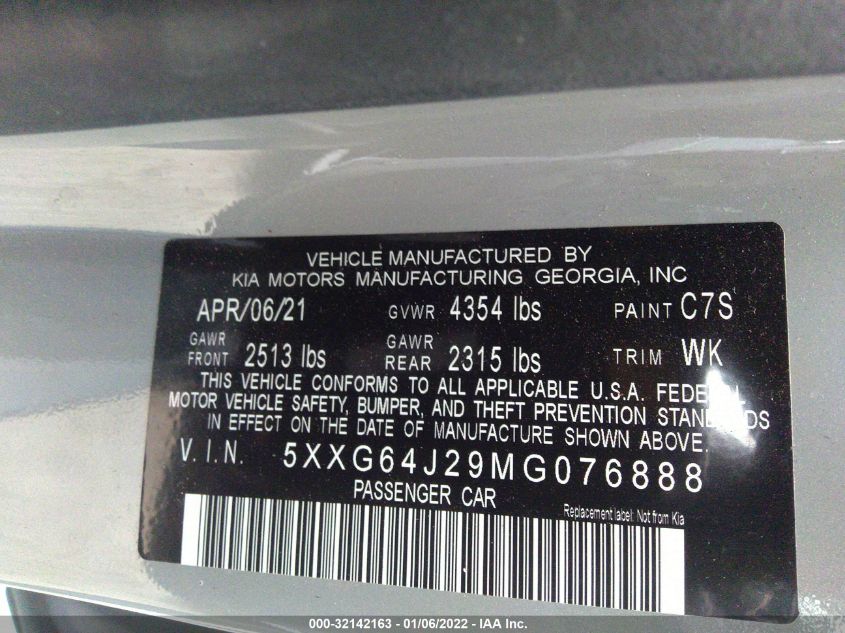 VEHICLE MANUFACTURED BY
KIA MOTORS MANUFACTURING GEORGIA, INC
APR/06/21 GVWR 4354 lbs PAINT C7S
GAWR FRONT 2513 lbs GAWR REAR 2315 lbs TRIM WK
THIS VEHICLE CONFORMS TO ALL APPLICABLE U.S.A. FEDERAL
MOTOR VEHICLE SAFETY, BUMPER, AND THEFT PREVENTION STANDARDS
IN EFFECT ON THE DATE OF MANUFACTURE SHOWN ABOVE.
V.I.N. 5XXG64J29MG076888
PASSENGER CAR
Replacement label: Not from Kia
000-32142163 - 01/06/2022 - IAA Inc.